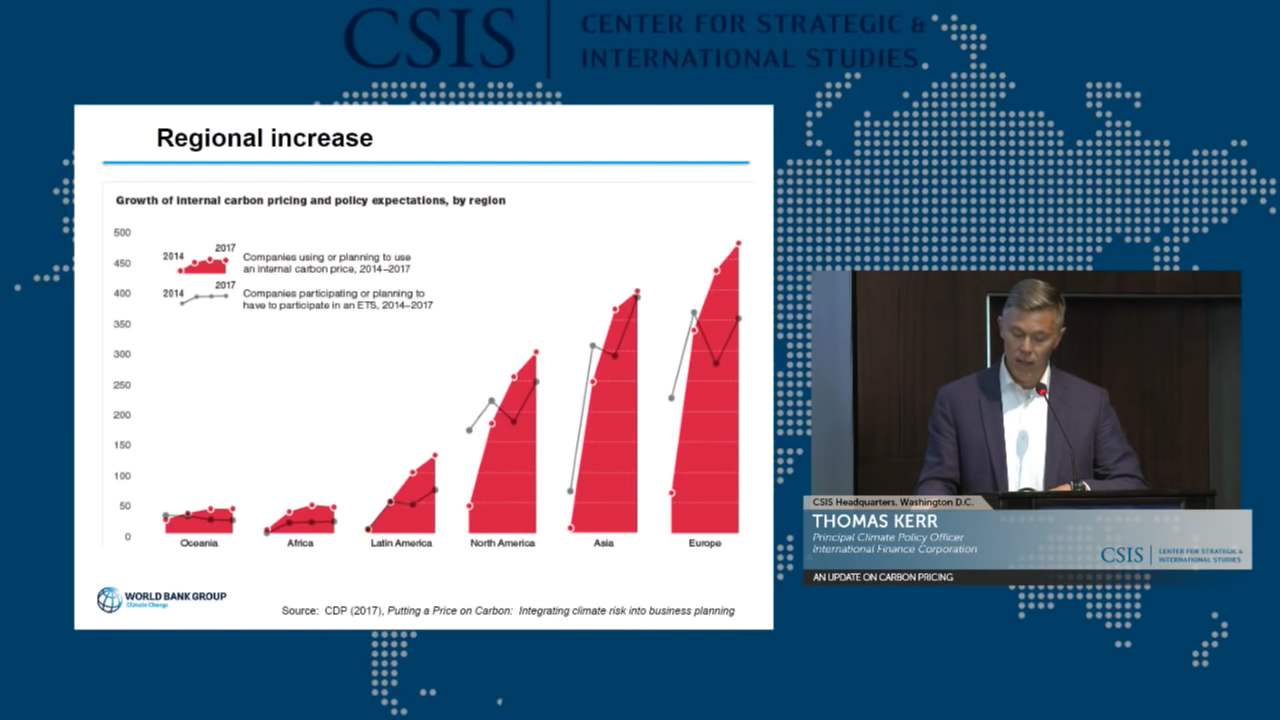 CSIS
CENTER FOR STRATEGIC &
INTERNATIONAL STUDIES
Regional increase
Growth of internal carbon pricing and policy expectations, by region
500
450
400
350
300
250
200
150
100
50
0
2014
2017
Companies using or planning to use
an internal carbon price, 2014–2017
2014
2017
Companies participating or planning to
have to participate in an ETS, 2014–2017
Oceania
Africa
Latin America
North America
Asia
Europe
WORLD BANK GROUP
Climate Change
Source: CDP (2017), Putting a Price on Carbon: Integrating climate risk into business planning
CSIS Headquarters, Washington D.C.
THOMAS KERR
Principal Climate Policy Officer
International Finance Corporation
CSIS
CENTER FOR STRATEGIC &
INTERNATIONAL STUDIES
AN UPDATE ON CARBON PRICING